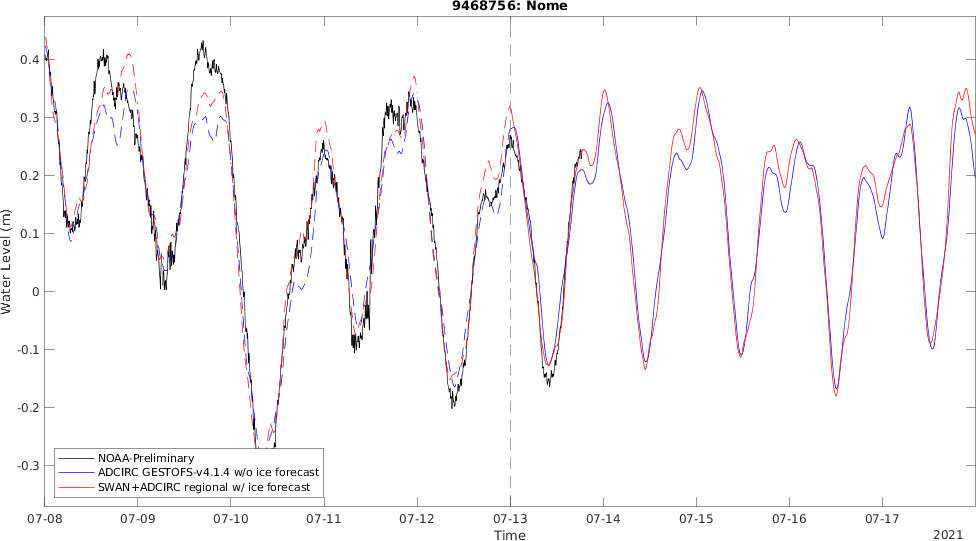 9468756: Nome
Water Level (m)
0.4
0.3
0.2
0.1
0
-0.1
-0.2
-0.3
NOAA-Preliminary
ADCIRC GESTOFS-v4.1.4 w/o ice forecast
SWAN+ADCIRC regional w/ ice forecast
07-08 07-09 07-10 07-11 07-12 07-13 07-14 07-15 07-16 07-17
Time
2021